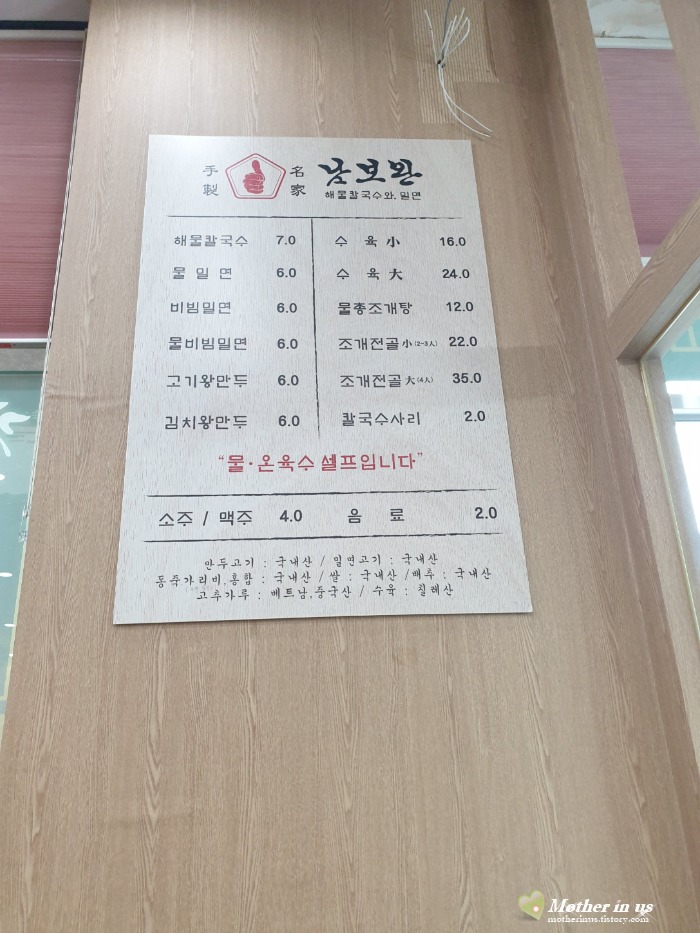 手製 名家 남보완
해물칼국수와, 밀면
해물칼국수 7.0
물밀면 6.0
비빔밀면 6.0
물비빔밀면 6.0
고기왕만두 6.0
김치왕만두 6.0
수육 小 16.0
수육 大 24.0
물총조개탕 12.0
조개전골 小 (2~3人) 22.0
조개전골 大 (4人) 35.0
칼국수사리 2.0
"물·온육수 셀프입니다"
소주 / 맥주 4.0 음료 2.0
만두고기 : 국내산 / 밀면고기 : 국내산
동죽가리비,홍합 : 국내산 / 쌀 : 국내산 / 배추 : 국내산
고추가루 : 베트남,중국산 / 수육 : 칠레산
Mother in us
motherinus.tistory.com